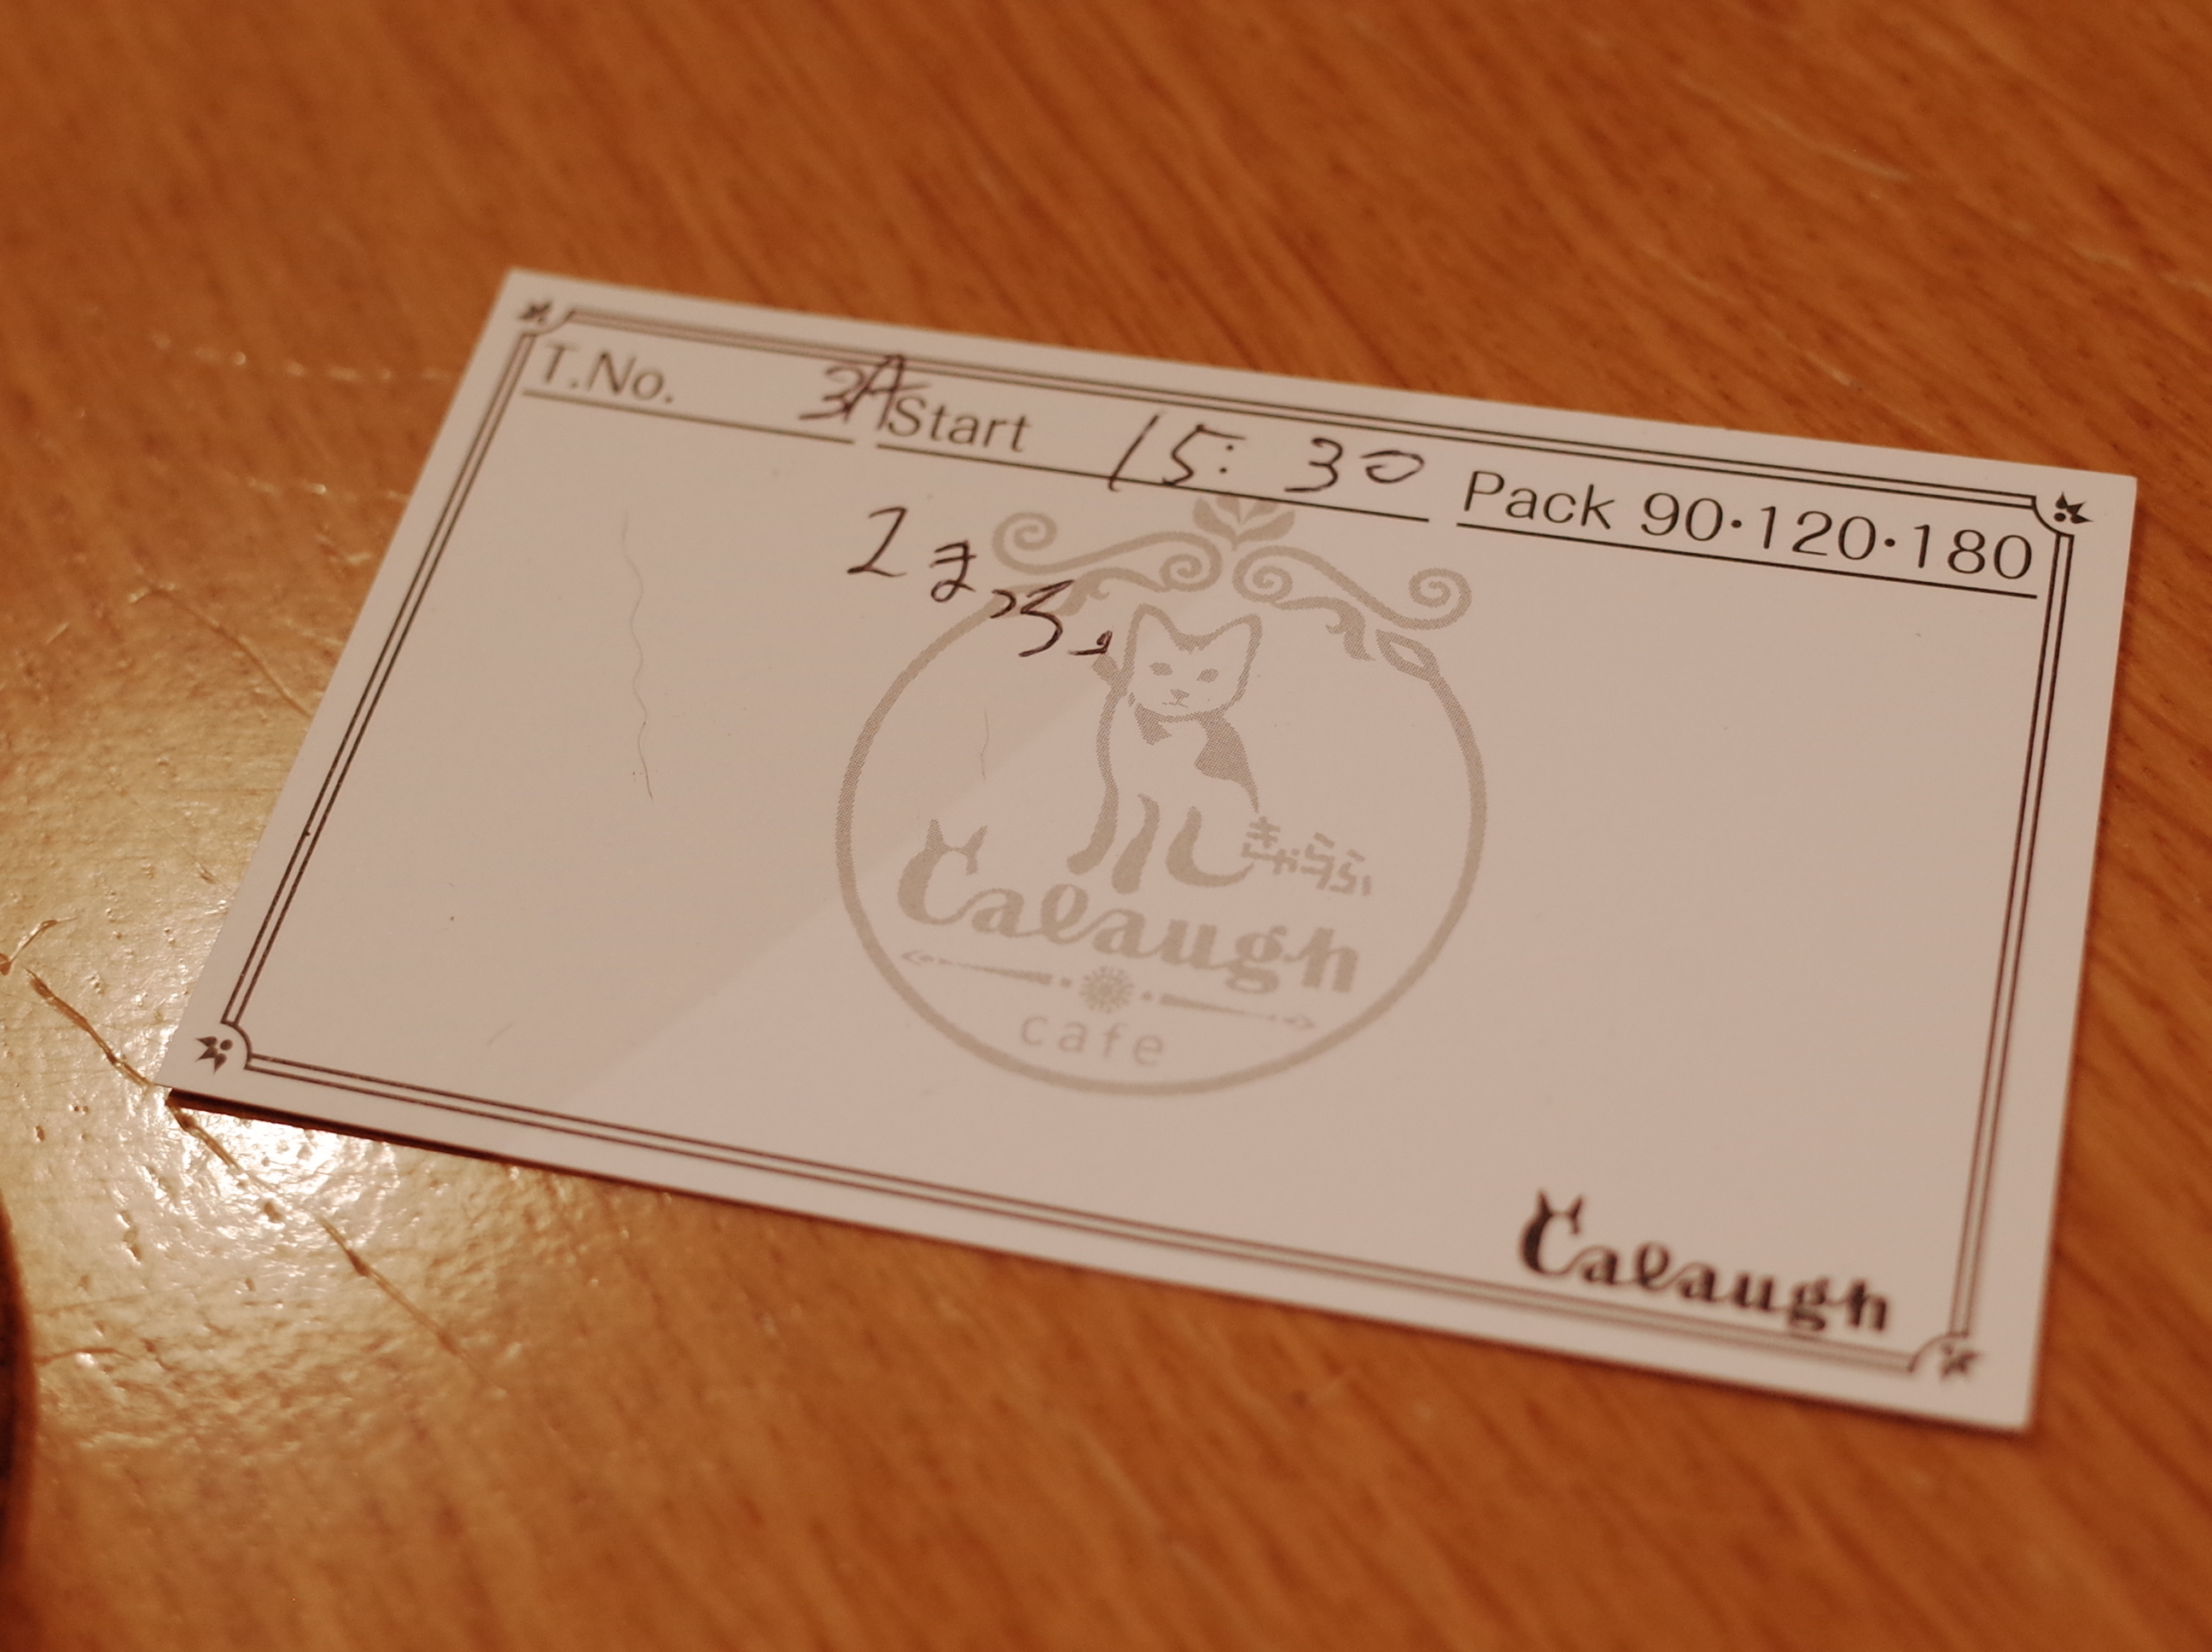 T.No. 3A Start 15:30 Pack 90・120・180
きゃらふ
Calaugh
cafe
Calaugh